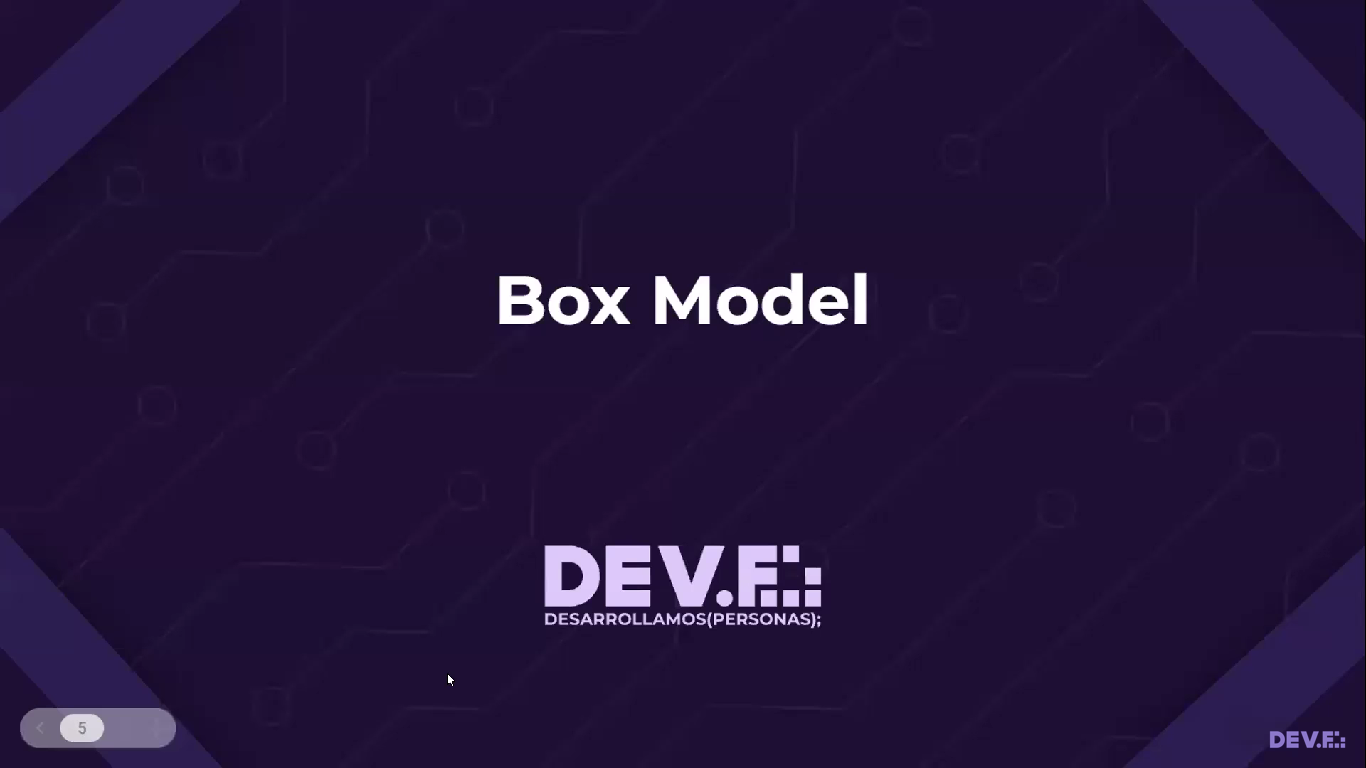 Box Model
DEV.F.:
DESARROLLAMOS(PERSONAS);
5
DEV.F.: